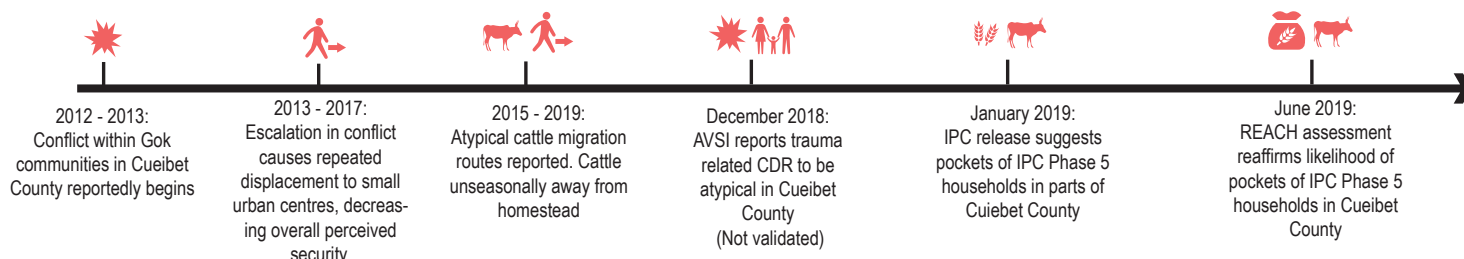 2012 - 2013:
Conflict within Gok
communities in Cueibet
County reportedly begins
2013 - 2017:
Escalation in conflict
causes repeated
displacement to small
urban centres, decreas-
ing overall perceived
security
2015 - 2019:
Atypical cattle migration
routes reported. Cattle
unseasonally away from
homestead
December 2018:
AVSI reports trauma
related CDR to be
atypical in Cueibet
County
(Not validated)
January 2019:
IPC release suggests
pockets of IPC Phase 5
households in parts of
Cuiebet County
June 2019:
REACH assessment
reaffirms likelihood of
pockets of IPC Phase 5
households in Cueibet
County